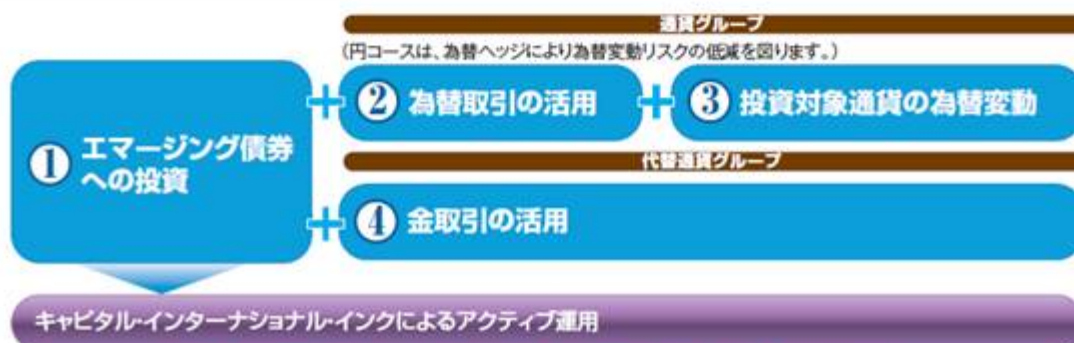 通貨グループ
(円コースは、為替ヘッジにより為替変動リスクの低減を図ります。)
① エマージング債券
への投資
+ ② 為替取引の活用 + ③ 投資対象通貨の為替変動
代替通貨グループ
+ ④ 金取引の活用
キャピタル・インターナショナル・インクによるアクティブ運用